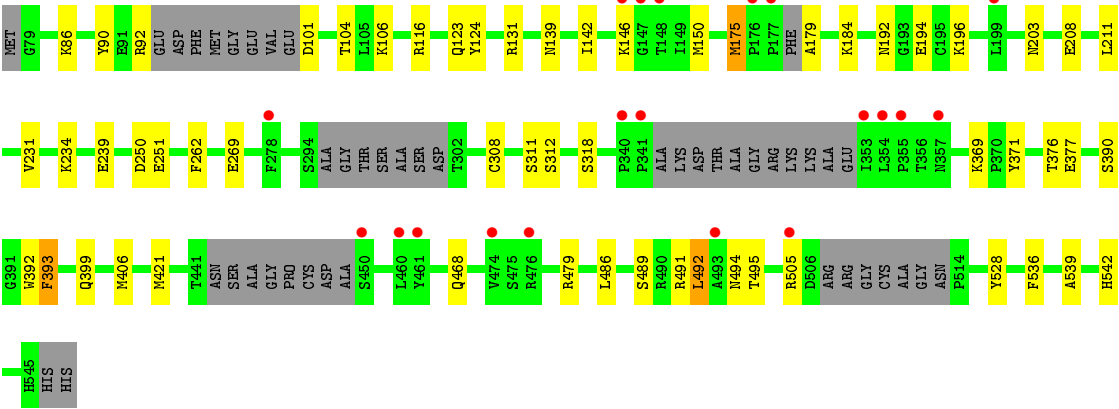 MET G79 K86 Y90 E91 R92 GLU ASP PHE MET GLY GLU VAL GLU D101 T104 L105 K106 R116 Q123 Y124 R131 N139 I142 K146 G147 T148 I149 M150 M175 P176 P177 PHE A179 K184 N192 G193 E194 C195 K196 L199 N203 E208 L211
V231 K234 E239 D250 E251 F262 E269 F278 S294 ALA GLY THR SER ALA SER ASP T302 C308 S311 S312 S318 P340 P341 ALA LYS ASP THR ALA GLY ARG LYS LYS ALA GLU I353 L354 P355 T356 N357 K369 P370 Y371 T376 E377 S390
G391 W392 F393 Q399 M406 M421 T441 ASN SER ALA GLY PRO CYS ASP ALA S450 L460 Y461 Q468 V474 S475 R476 R479 L486 S489 R490 R491 L492 A493 N494 T495 R505 D506 ARG ARG GLY CYS ALA GLY ASN P514 Y528 F536 A539 H542
H545 HIS HIS